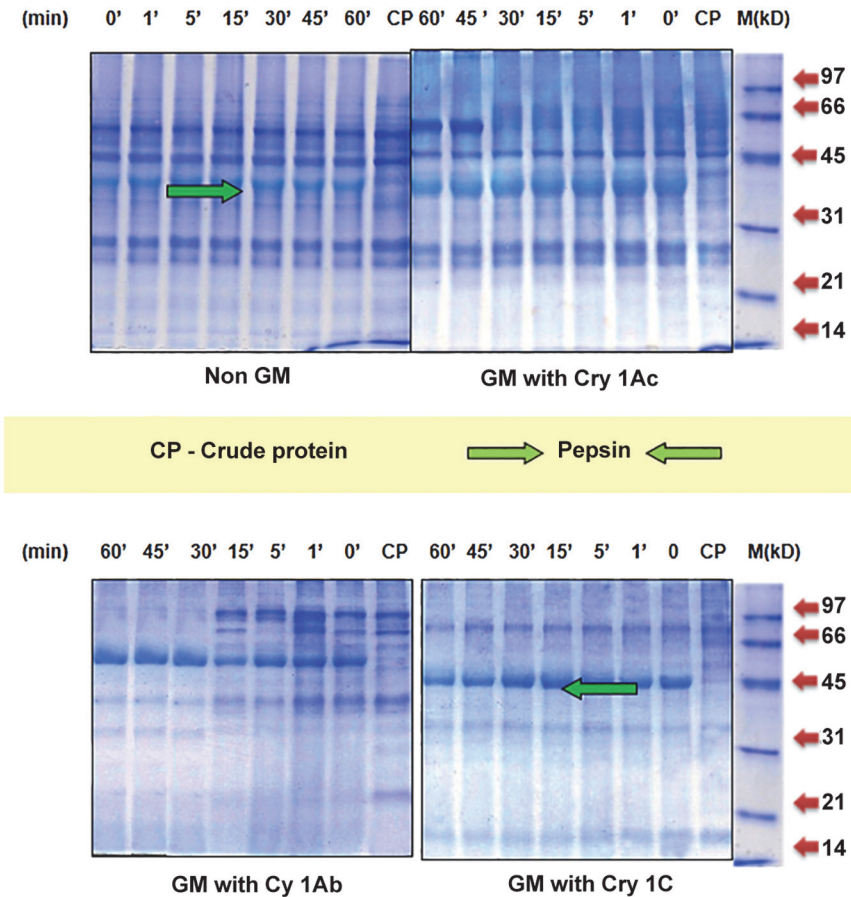 (min) 0' 1' 5' 15' 30' 45' 60' CP 60' 45 ' 30' 15' 5' 1' 0' CP M(kD)
97
66
45
31
21
14
Non GM GM with Cry 1Ac
CP - Crude protein Pepsin
(min) 60' 45' 30' 15' 5' 1' 0' CP 60' 45' 30' 15' 5' 1' 0 CP M(kD)
97
66
45
31
21
14
GM with Cy 1Ab GM with Cry 1C